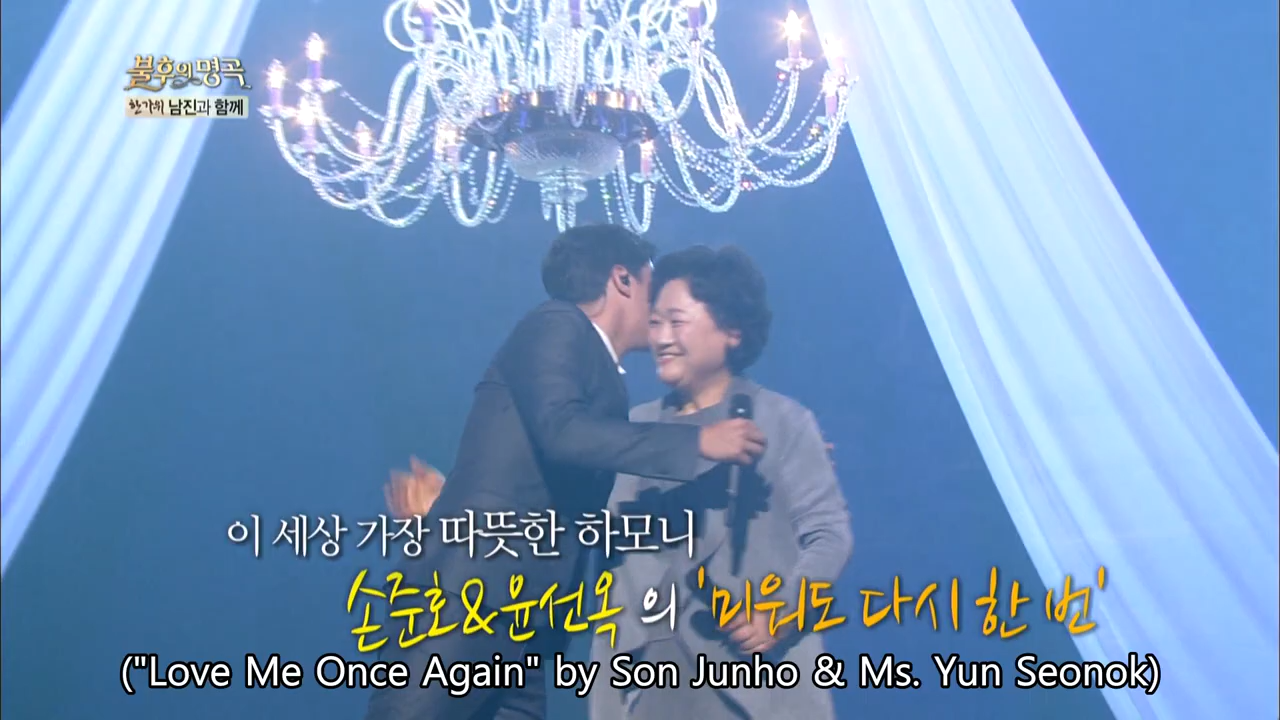 불후의명곡
한가위 남진과 함께
이 세상 가장 따뜻한 하모니
손준호&윤선옥의 '미워도 다시 한 번'
("Love Me Once Again" by Son Junho & Ms. Yun Seonok)